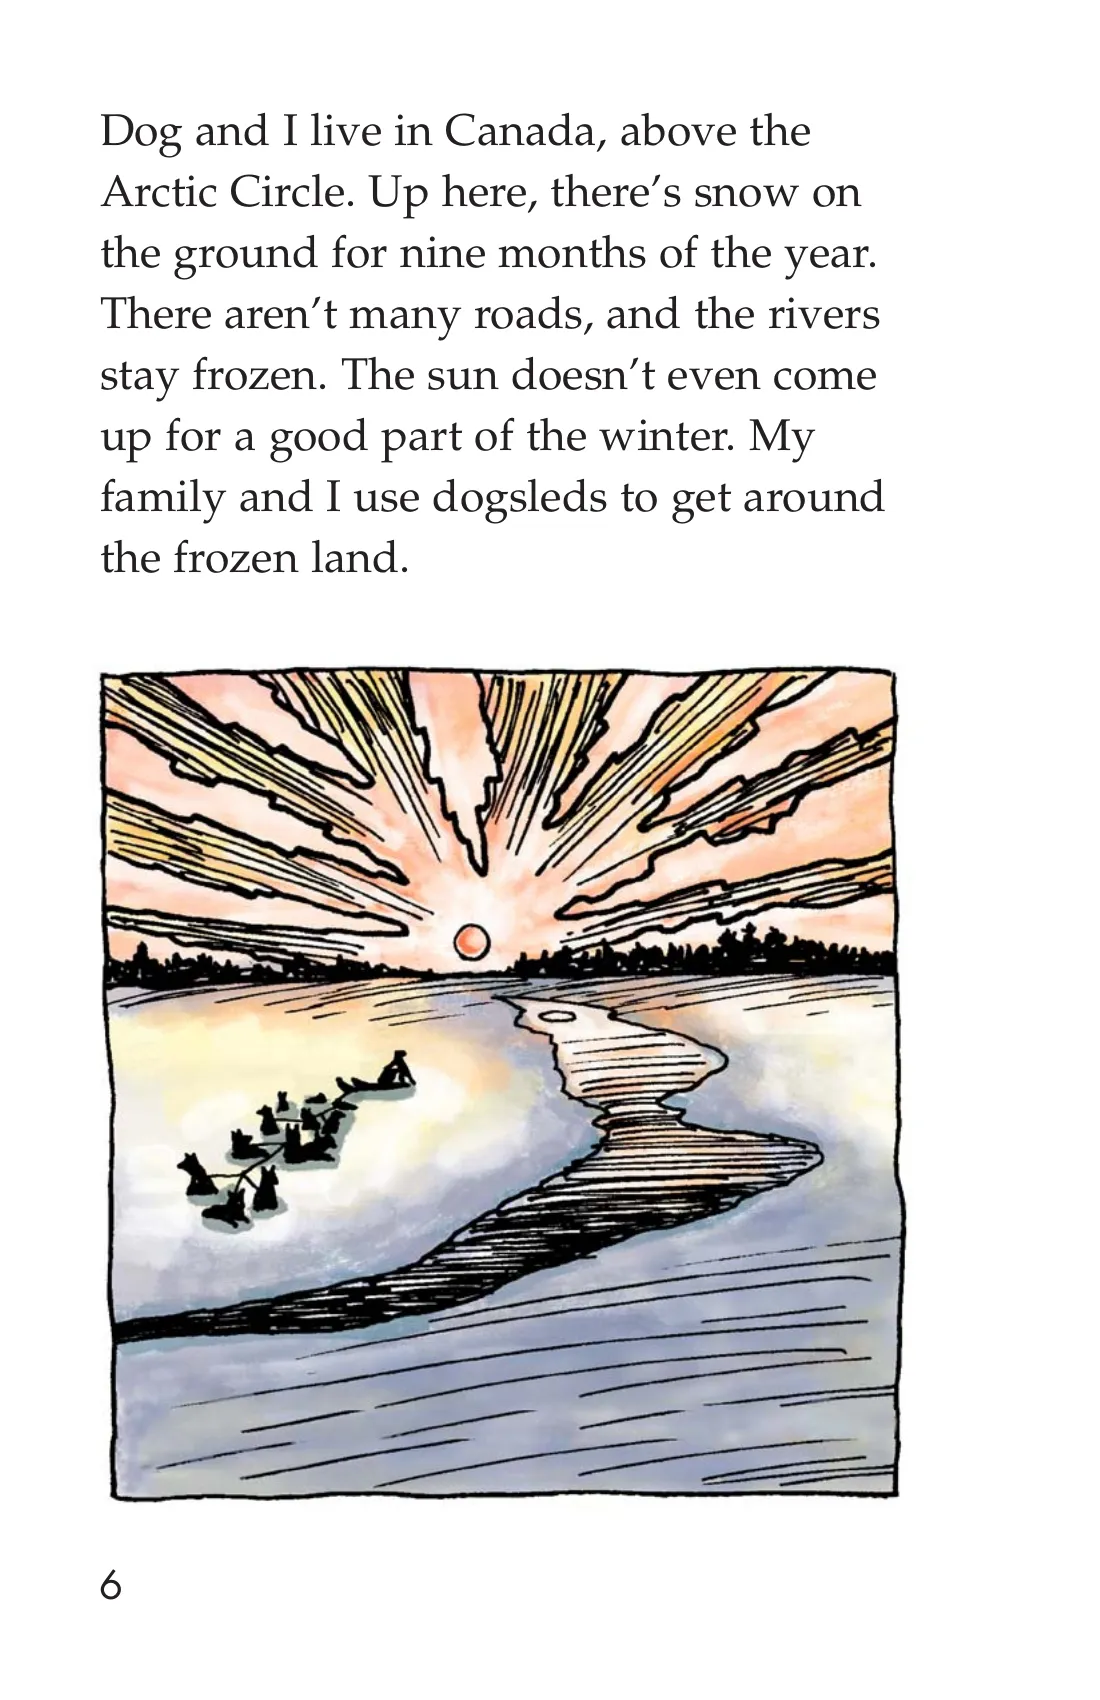 Dog and I live in Canada, above the
Arctic Circle. Up here, there’s snow on
the ground for nine months of the year.
There aren’t many roads, and the rivers
stay frozen. The sun doesn’t even come
up for a good part of the winter. My
family and I use dogsleds to get around
the frozen land.
6